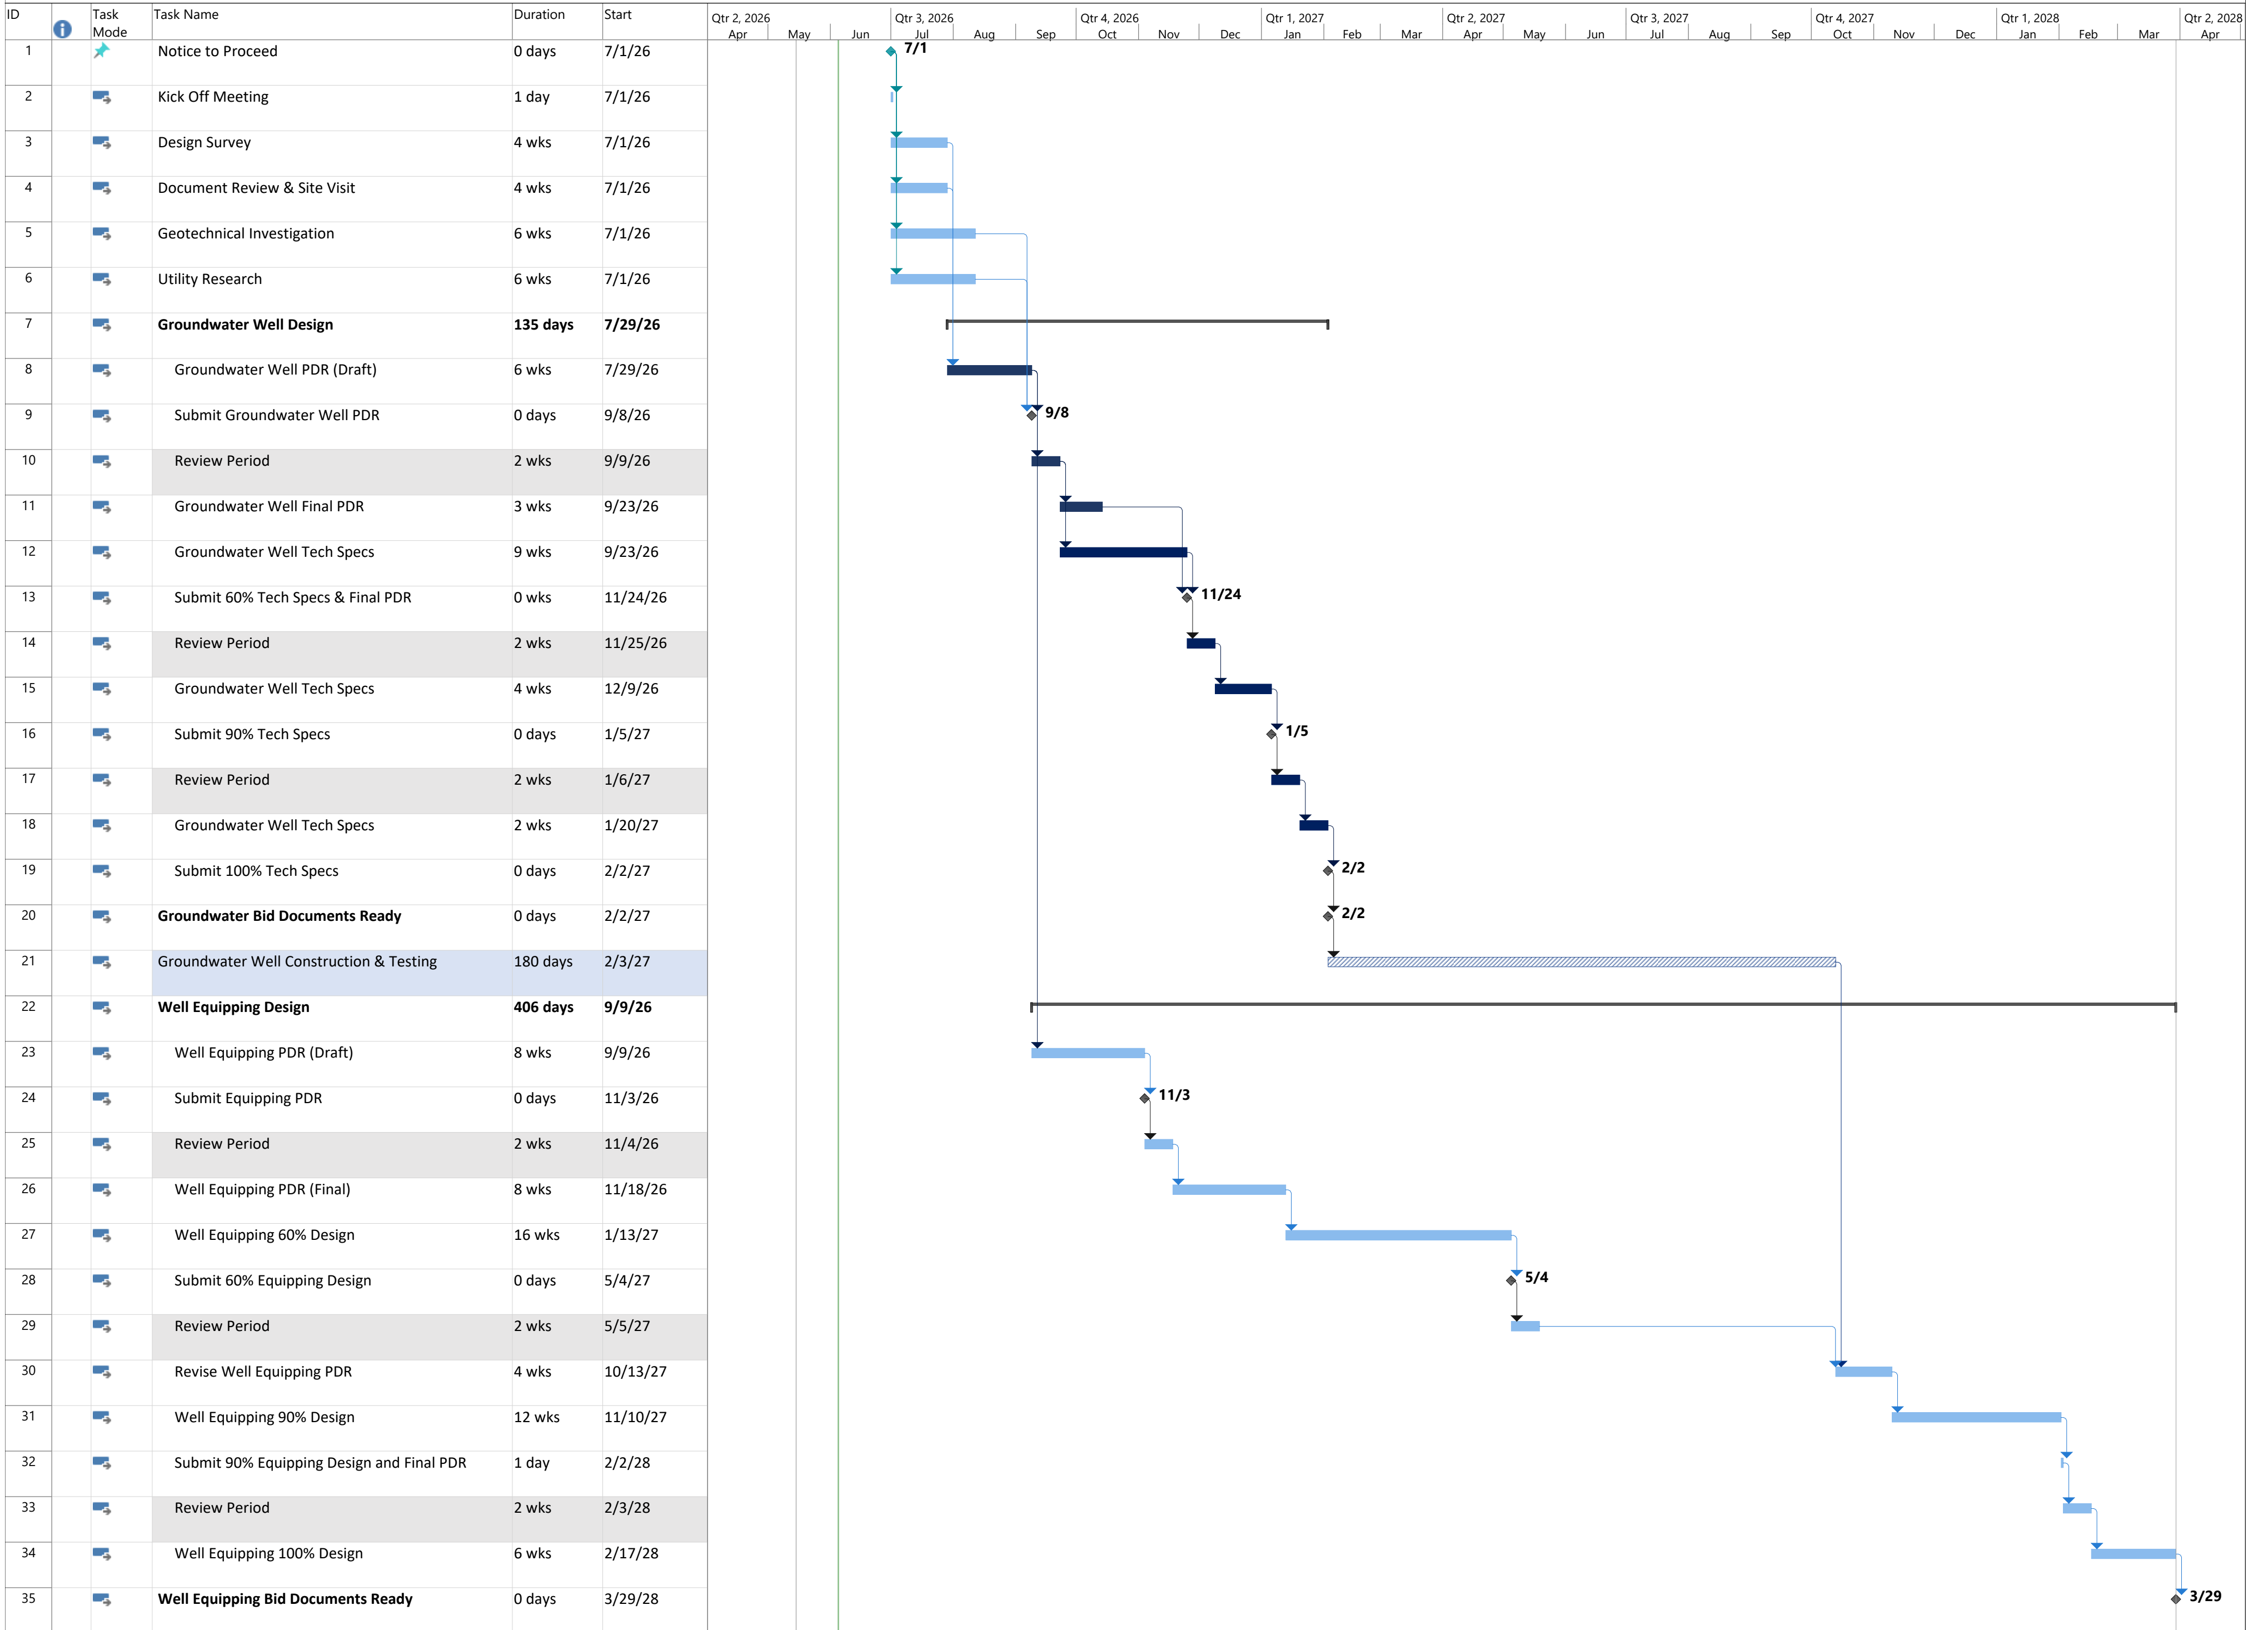 ID Task Mode Task Name Duration Start
Qtr 2, 2026 Qtr 3, 2026 Qtr 4, 2026 Qtr 1, 2027 Qtr 2, 2027 Qtr 3, 2027 Qtr 4, 2027 Qtr 1, 2028 Qtr 2, 2028
Apr May Jun Jul Aug Sep Oct Nov Dec Jan Feb Mar Apr May Jun Jul Aug Sep Oct Nov Dec Jan Feb Mar Apr
1 Notice to Proceed 0 days 7/1/26 7/1
2 Kick Off Meeting 1 day 7/1/26
3 Design Survey 4 wks 7/1/26
4 Document Review & Site Visit 4 wks 7/1/26
5 Geotechnical Investigation 6 wks 7/1/26
6 Utility Research 6 wks 7/1/26
7 Groundwater Well Design 135 days 7/29/26
8 Groundwater Well PDR (Draft) 6 wks 7/29/26
9 Submit Groundwater Well PDR 0 days 9/8/26 9/8
10 Review Period 2 wks 9/9/26
11 Groundwater Well Final PDR 3 wks 9/23/26
12 Groundwater Well Tech Specs 9 wks 9/23/26
13 Submit 60% Tech Specs & Final PDR 0 wks 11/24/26 11/24
14 Review Period 2 wks 11/25/26
15 Groundwater Well Tech Specs 4 wks 12/9/26
16 Submit 90% Tech Specs 0 days 1/5/27 1/5
17 Review Period 2 wks 1/6/27
18 Groundwater Well Tech Specs 2 wks 1/20/27
19 Submit 100% Tech Specs 0 days 2/2/27 2/2
20 Groundwater Bid Documents Ready 0 days 2/2/27 2/2
21 Groundwater Well Construction & Testing 180 days 2/3/27
22 Well Equipping Design 406 days 9/9/26
23 Well Equipping PDR (Draft) 8 wks 9/9/26
24 Submit Equipping PDR 0 days 11/3/26 11/3
25 Review Period 2 wks 11/4/26
26 Well Equipping PDR (Final) 8 wks 11/18/26
27 Well Equipping 60% Design 16 wks 1/13/27
28 Submit 60% Equipping Design 0 days 5/4/27 5/4
29 Review Period 2 wks 5/5/27
30 Revise Well Equipping PDR 4 wks 10/13/27
31 Well Equipping 90% Design 12 wks 11/10/27
32 Submit 90% Equipping Design and Final PDR 1 day 2/2/28
33 Review Period 2 wks 2/3/28
34 Well Equipping 100% Design 6 wks 2/17/28
35 Well Equipping Bid Documents Ready 0 days 3/29/28 3/29